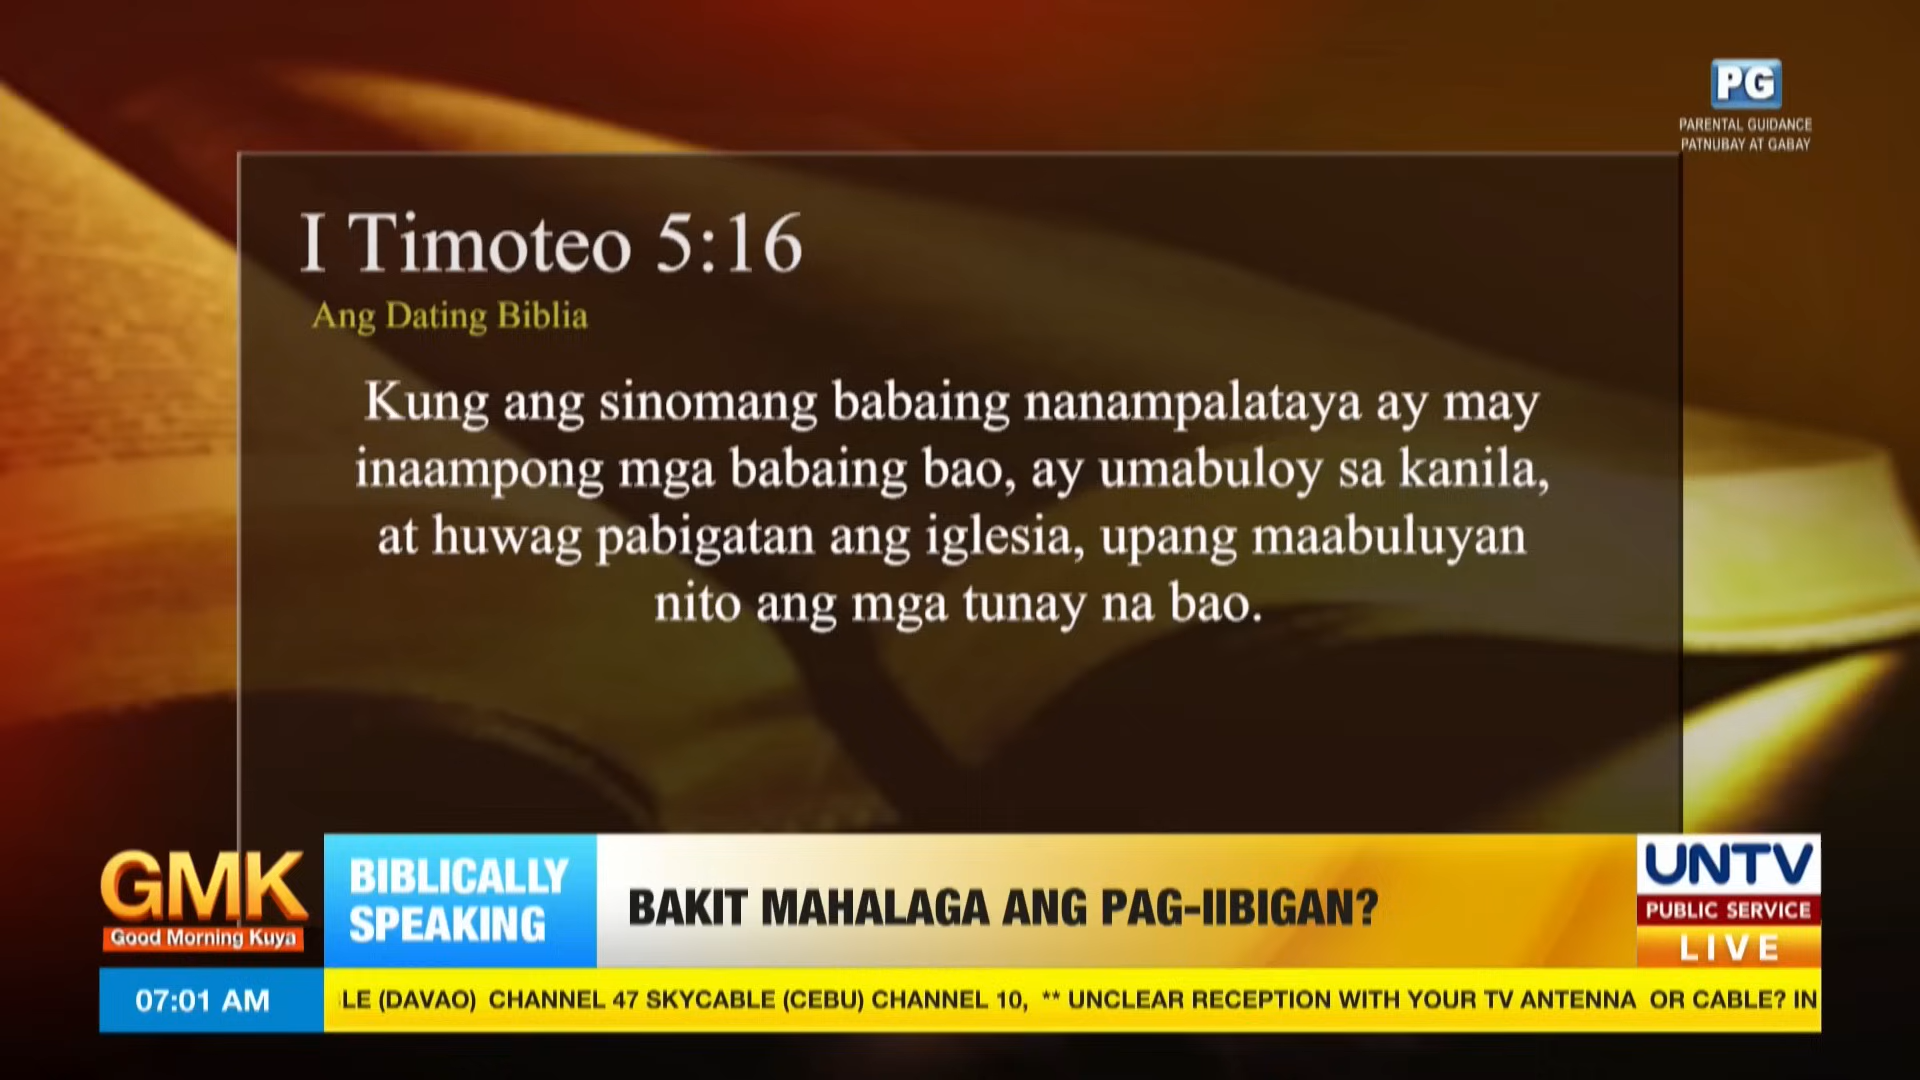 PG
PARENTAL GUIDANCE
PATNUBAY AT GABAY
I Timoteo 5:16
Ang Dating Biblia
Kung ang sinomang babaing nanampalataya ay may
inaampong mga babaing bao, ay umabuloy sa kanila,
at huwag pabigatan ang iglesia, upang maabuluyan
nito ang mga tunay na bao.
GMK
Good Morning Kuya
BIBLICALLY
SPEAKING
BAKIT MAHALAGA ANG PAG-IIBIGAN?
UNTV
PUBLIC SERVICE
LIVE
07:01 AM
LE (DAVAO) CHANNEL 47 SKYCABLE (CEBU) CHANNEL 10, ** UNCLEAR RECEPTION WITH YOUR TV ANTENNA OR CABLE? IN